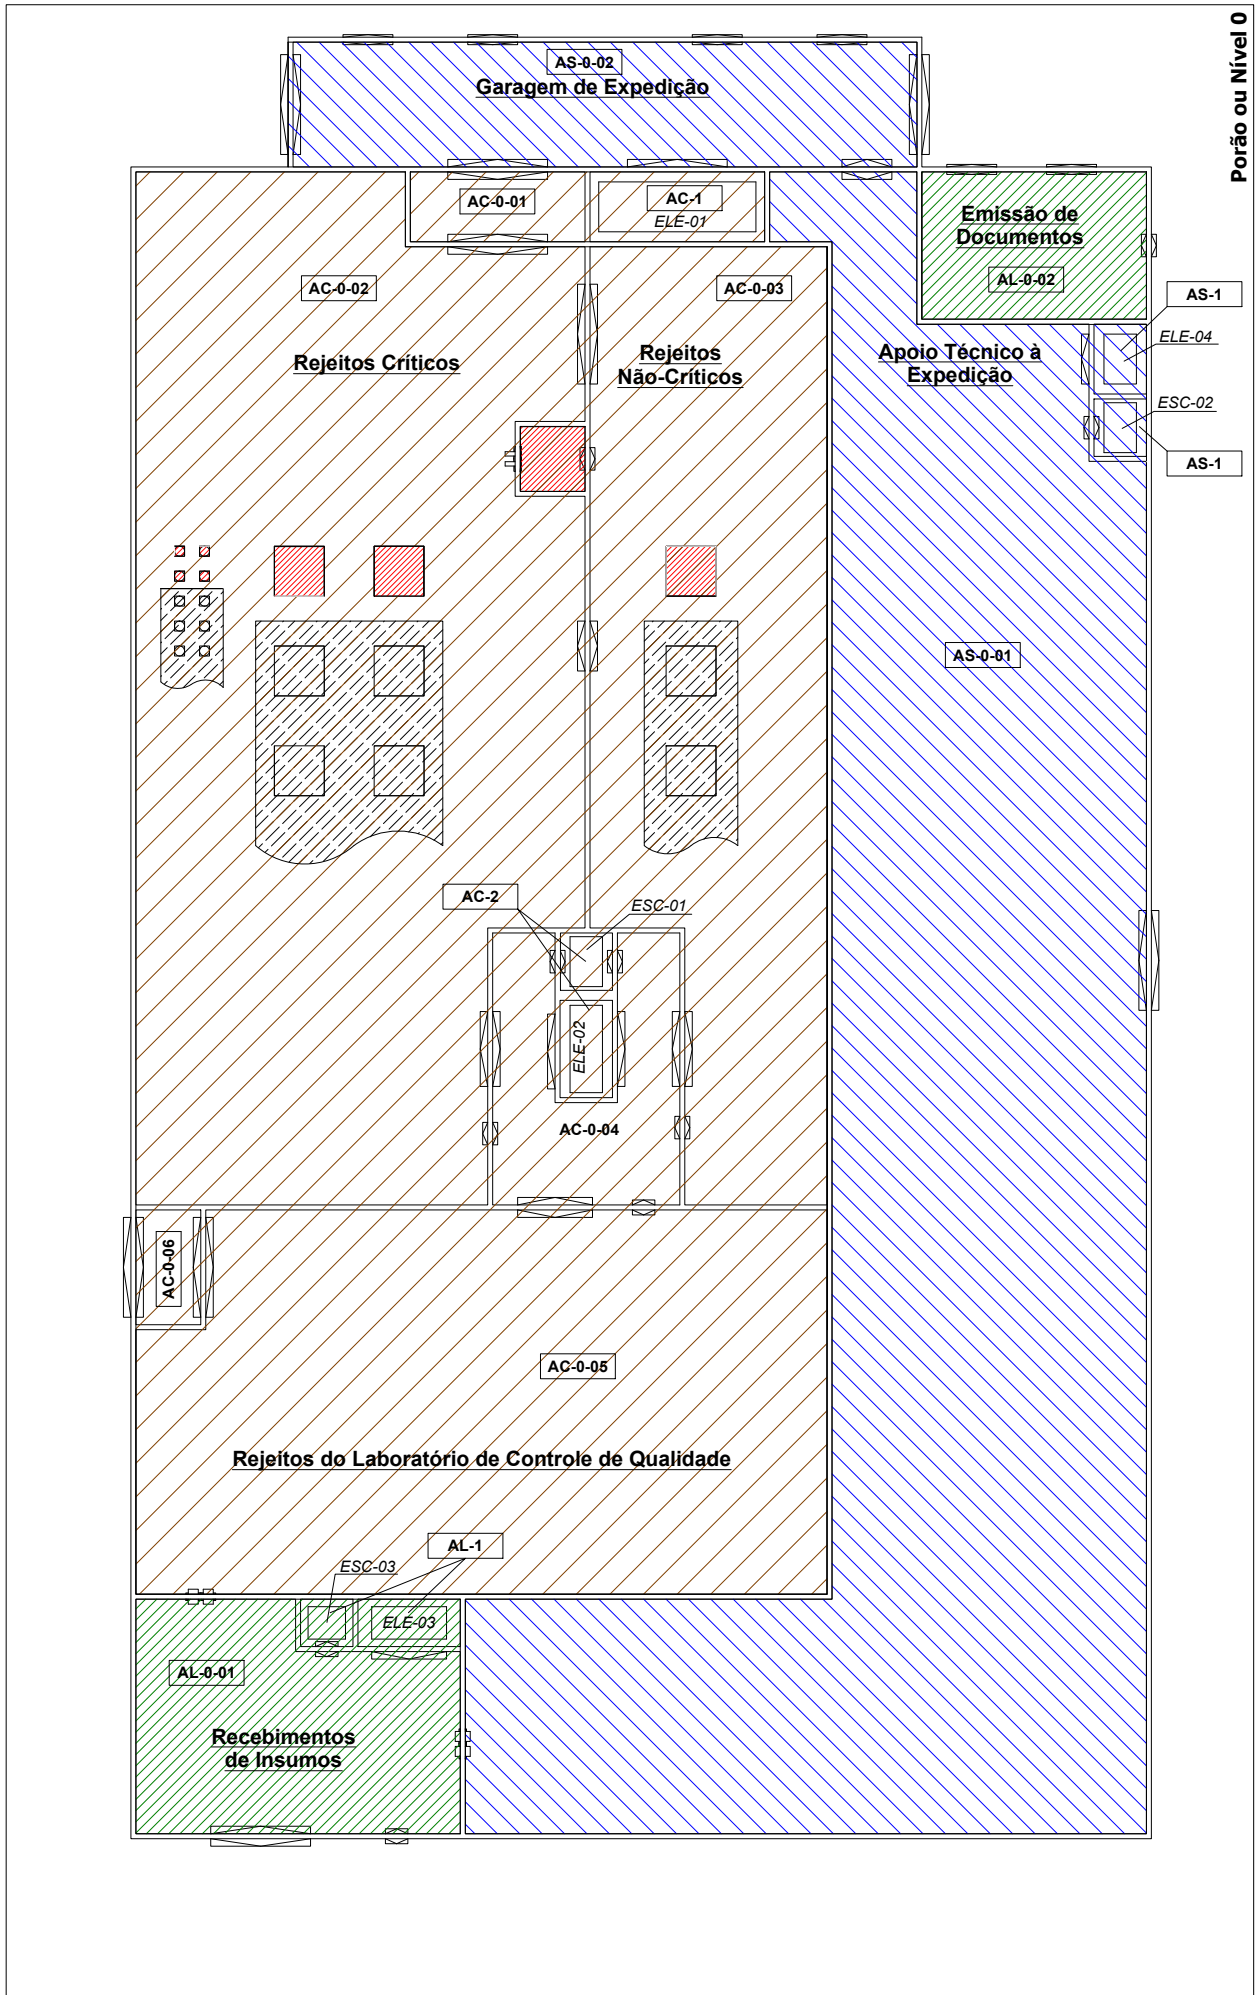 Porão ou Nível 0
AS-0-02
Garagem de Expedição
AC-0-01
AC-1
ELE-01
Emissão de
Documentos
AL-0-02
AC-0-02
AC-0-03
AS-1
ELE-04
Rejeitos Críticos
Rejeitos
Não-Críticos
Apoio Técnico à
Expedição
ESC-02
AS-1
AS-0-01
AC-2
ESC-01
ELE-02
AC-0-04
AC-0-06
AC-0-05
Rejeitos do Laboratório de Controle de Qualidade
AL-1
ESC-03
ELE-03
AL-0-01
Recebimentos
de Insumos